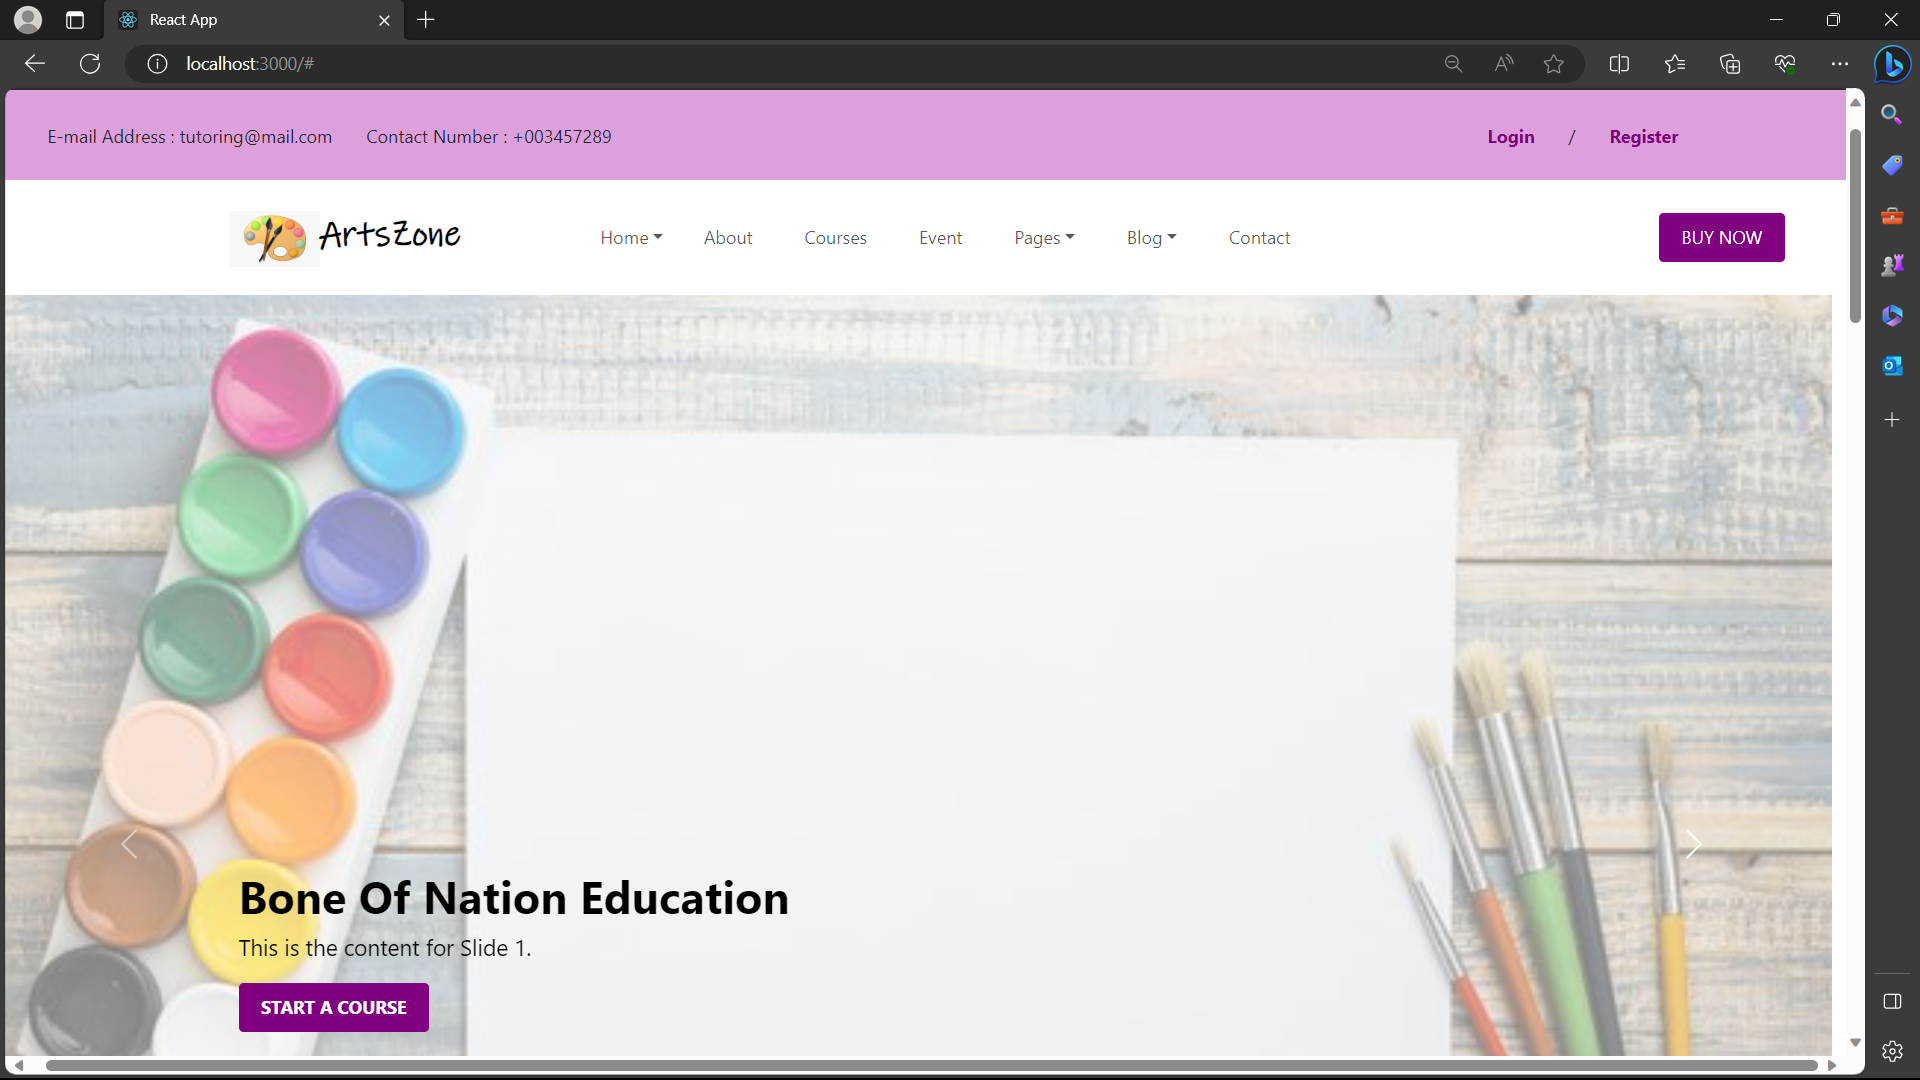 React App
localhost:3000/#
E-mail Address : tutoring@mail.com Contact Number : +003457289 Login / Register
ArtsZone Home About Courses Event Pages Blog Contact BUY NOW
Bone Of Nation Education
This is the content for Slide 1.
START A COURSE